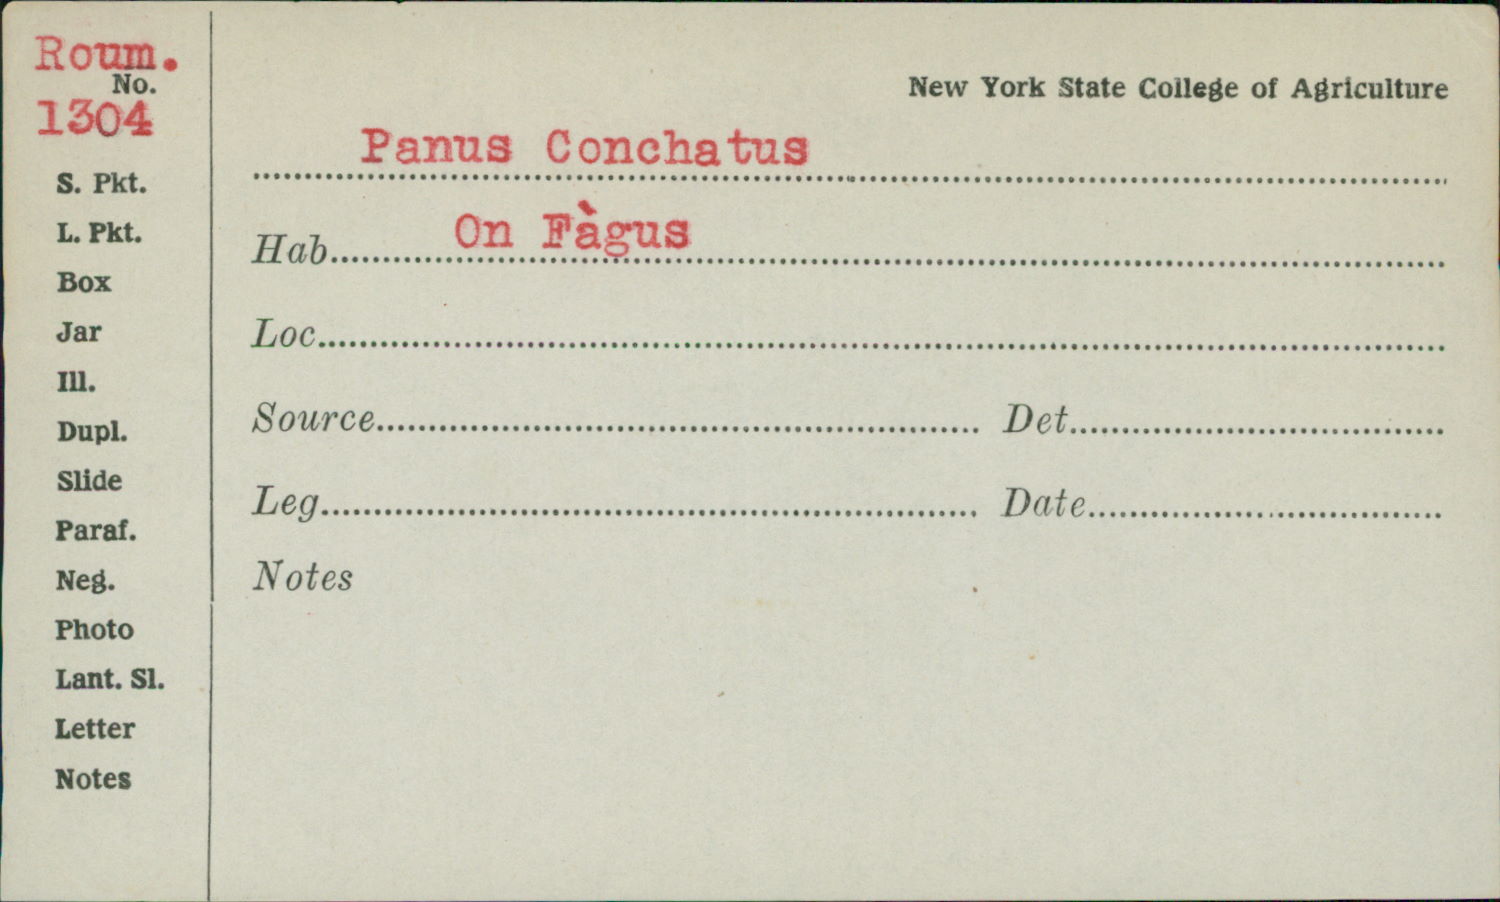 Roum.
No.
1304
S. Pkt.
L. Pkt.
Box
Jar
Ill.
Dupl.
Slide
Paraf.
Neg.
Photo
Lant. Sl.
Letter
Notes
New York State College of Agriculture
Panus Conchatus
Hab. On Fàgus
Loc.
Source Det.
Leg. Date
Notes